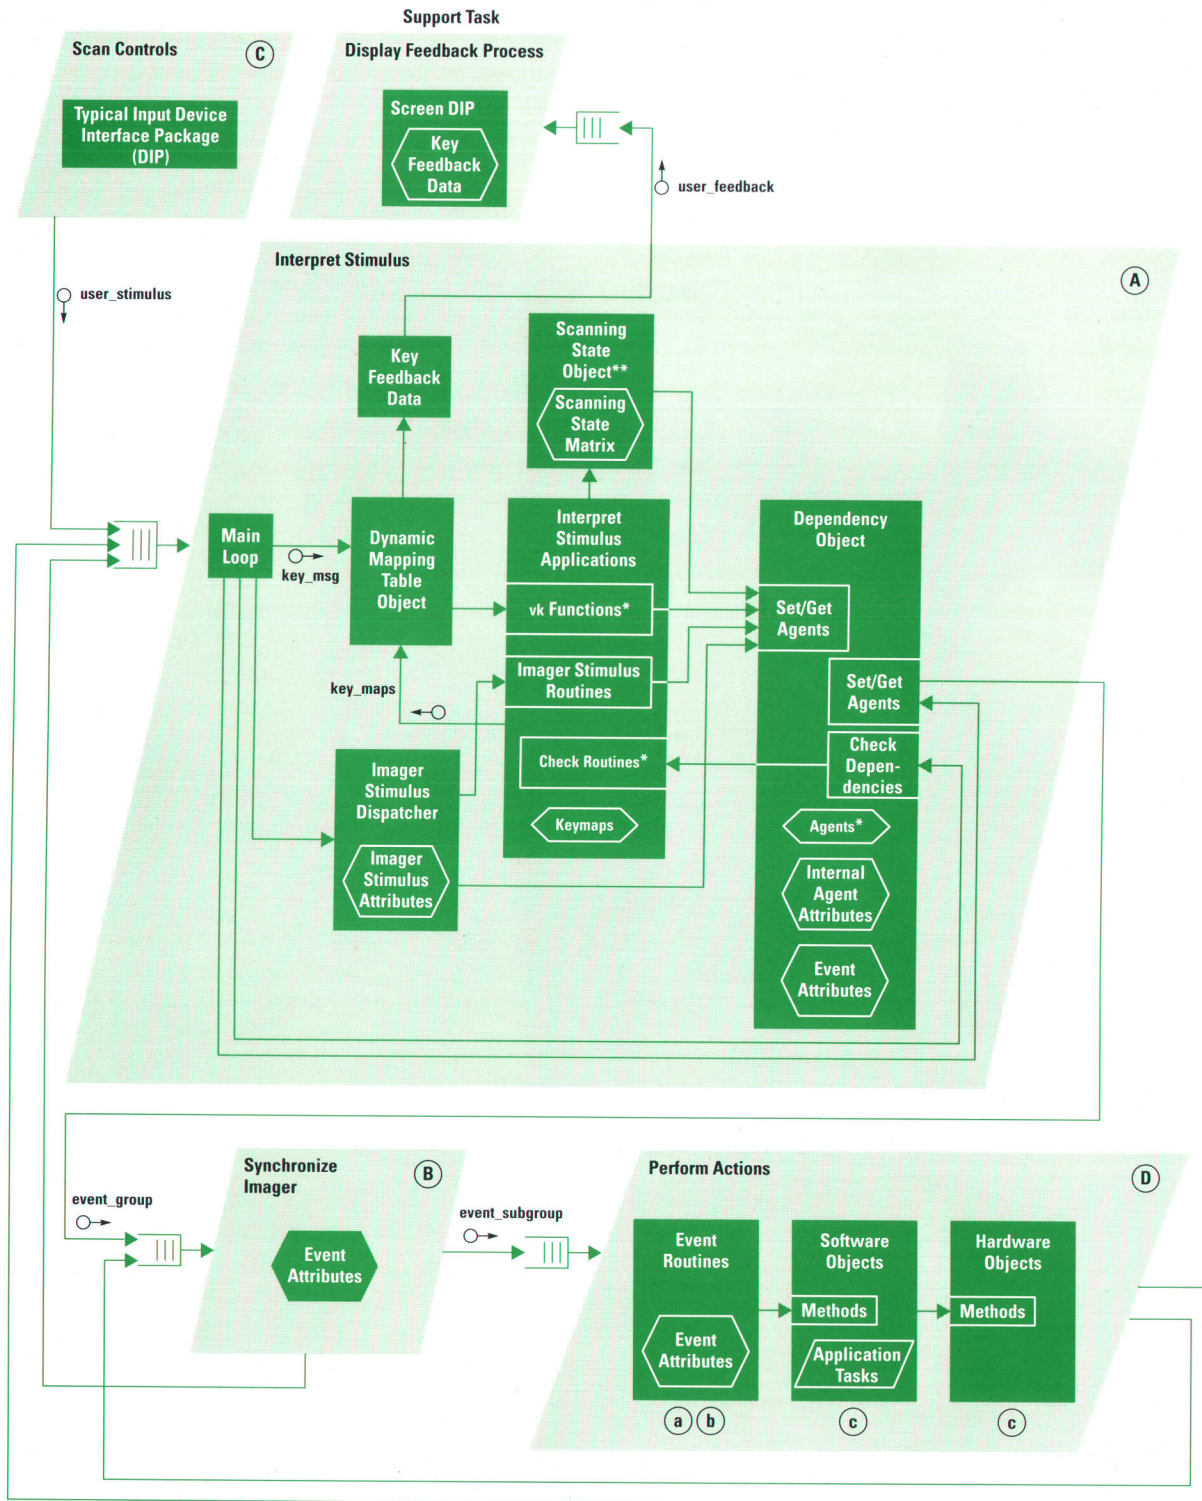 Support Task
Scan Controls
C
Display Feedback Process
Typical Input Device
Interface Package
(DIP)
Screen DIP
Key
Feedback
Data
user_feedback
Interpret Stimulus
A
user_stimulus
Key
Feedback
Data
Scanning
State
Object**
Scanning
State
Matrix
Main
Loop
key_msg
Dynamic
Mapping
Table
Object
Interpret
Stimulus
Applications
vk Functions*
Imager Stimulus
Routines
Check Routines*
Keymaps
key_maps
Dependency
Object
Set/Get
Agents
Set/Get
Agents
Check
Depen-
dencies
Agents*
Internal
Agent
Attributes
Event
Attributes
Imager
Stimulus
Dispatcher
Imager
Stimulus
Attributes
Synchronize
Imager
B
event_group
Event
Attributes
event_subgroup
Perform Actions
D
Event
Routines
Event
Attributes
Software
Objects
Methods
Application
Tasks
Hardware
Objects
Methods
a b
c
c